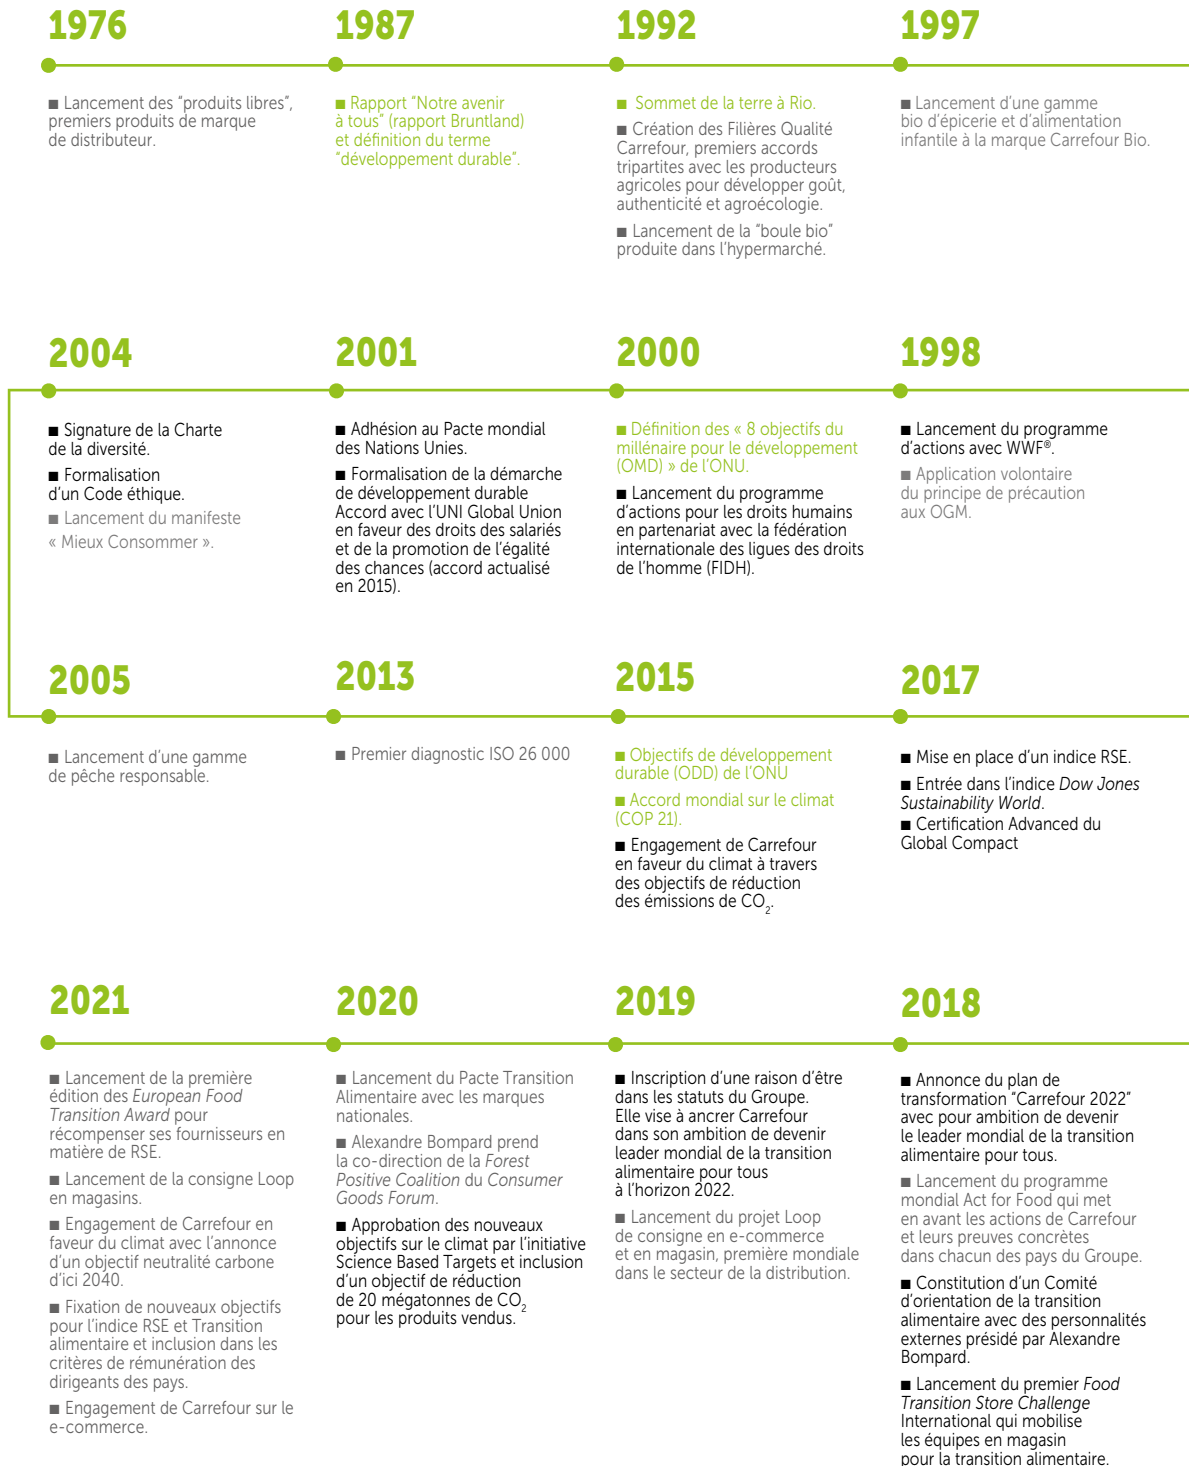 1976
■ Lancement des “produits libres”,
premiers produits de marque
de distributeur.
1987
■ Rapport “Notre avenir
à tous” (rapport Bruntland)
et définition du terme
“développement durable”.
1992
■ Sommet de la terre à Rio.
■ Création des Filières Qualité
Carrefour, premiers accords
tripartites avec les producteurs
agricoles pour développer goût,
authenticité et agroécologie.
■ Lancement de la “boule bio”
produite dans l’hypermarché.
1997
■ Lancement d’une gamme
bio d’épicerie et d’alimentation
infantile à la marque Carrefour Bio.
2004
■ Signature de la Charte
de la diversité.
■ Formalisation
d’un Code éthique.
■ Lancement du manifeste
« Mieux Consommer ».
2001
■ Adhésion au Pacte mondial
des Nations Unies.
■ Formalisation de la démarche
de développement durable
Accord avec l’UNI Global Union
en faveur des droits des salariés
et de la promotion de l’égalité
des chances (accord actualisé
en 2015).
2000
■ Définition des « 8 objectifs du
millénaire pour le développement
(OMD) » de l’ONU.
■ Lancement du programme
d’actions pour les droits humains
en partenariat avec la fédération
internationale des ligues des droits
de l’homme (FIDH).
1998
■ Lancement du programme
d’actions avec WWF®.
■ Application volontaire
du principe de précaution
aux OGM.
2005
■ Lancement d’une gamme
de pêche responsable.
2013
■ Premier diagnostic ISO 26 000
2015
■ Objectifs de développement
durable (ODD) de l’ONU
■ Accord mondial sur le climat
(COP 21).
■ Engagement de Carrefour
en faveur du climat à travers
des objectifs de réduction
des émissions de CO₂.
2017
■ Mise en place d’un indice RSE.
■ Entrée dans l’indice Dow Jones
Sustainability World.
■ Certification Advanced du
Global Compact
2021
■ Lancement de la première
édition des European Food
Transition Award pour
récompenser ses fournisseurs en
matière de RSE.
■ Lancement de la consigne Loop
en magasins.
■ Engagement de Carrefour en
faveur du climat avec l’annonce
d’un objectif neutralité carbone
d’ici 2040.
■ Fixation de nouveaux objectifs
pour l’indice RSE et Transition
alimentaire et inclusion dans les
critères de rémunération des
dirigeants des pays.
■ Engagement de Carrefour sur le
e-commerce.
2020
■ Lancement du Pacte Transition
Alimentaire avec les marques
nationales.
■ Alexandre Bompard prend
la co-direction de la Forest
Positive Coalition du Consumer
Goods Forum.
■ Approbation des nouveaux
objectifs sur le climat par l’initiative
Science Based Targets et inclusion
d’un objectif de réduction
de 20 mégatonnes de CO₂
pour les produits vendus.
2019
■ Inscription d’une raison d’être
dans les statuts du Groupe.
Elle vise à ancrer Carrefour
dans son ambition de devenir
leader mondial de la transition
alimentaire pour tous
à l’horizon 2022.
■ Lancement du projet Loop
de consigne en e-commerce
et en magasin, première mondiale
dans le secteur de la distribution.
2018
■ Annonce du plan de
transformation “Carrefour 2022”
avec pour ambition de devenir
le leader mondial de la transition
alimentaire pour tous.
■ Lancement du programme
mondial Act for Food qui met
en avant les actions de Carrefour
et leurs preuves concrètes
dans chacun des pays du Groupe.
■ Constitution d’un Comité
d’orientation de la transition
alimentaire avec des personnalités
externes présidé par Alexandre
Bompard.
■ Lancement du premier Food
Transition Store Challenge
International qui mobilise
les équipes en magasin
pour la transition alimentaire.